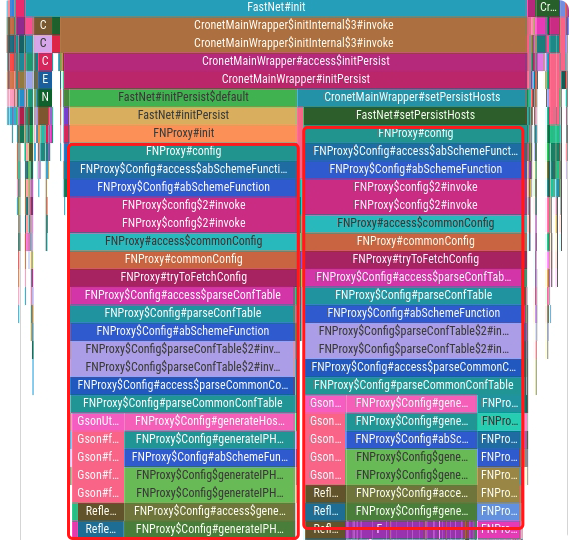 FastNet#init Cr…
C CronetMainWrapper$initInternal$3#invoke
C CronetMainWrapper$initInternal$3#invoke
C CronetMainWrapper#access$initPersist
E CronetMainWrapper#initPersist
N FastNet#initPersist$default CronetMainWrapper#setPersistHosts
FastNet#initPersist FastNet#setPersistHosts
FNProxy#init FNProxy#config
FNProxy#config FNProxy$Config#access$abSchemeFunct…
FNProxy$Config#access$abSchemeFuncti… FNProxy$Config#abSchemeFunction
FNProxy$Config#abSchemeFunction FNProxy$config$2#invoke
FNProxy$config$2#invoke FNProxy$config$2#invoke
FNProxy$config$2#invoke FNProxy#access$commonConfig
FNProxy#access$commonConfig FNProxy#commonConfig
FNProxy#commonConfig FNProxy#tryToFetchConfig
FNProxy#tryToFetchConfig FNProxy$Config#access$parseConfTab…
FNProxy$Config#access$parseConfTable FNProxy$Config#parseConfTable
FNProxy$Config#parseConfTable FNProxy$Config#abSchemeFunction
FNProxy$Config#abSchemeFunction FNProxy$Config$parseConfTable$2#in…
FNProxy$Config$parseConfTable$2#inv… FNProxy$Config$parseConfTable$2#in…
FNProxy$Config$parseConfTable$2#inv… FNProxy$Config#access$parseCommonC…
FNProxy$Config#access$parseCommonCo… FNProxy$Config#parseCommonConfTable
FNProxy$Config#parseCommonConfTable Gson… FNProxy$Config#gene… FNPro…
GsonUt… FNProxy$Config#generateHos… Gson… FNProxy$Config#gene… FNPro…
Gson#f… FNProxy$Config#generateIPH… Gson… FNProxy$Config#abSc… FNPro…
Gson#f… FNProxy$Config#abSchemeFun… Gson… FNProxy$Config$gene… FNPro…
Gson#f… FNProxy$Config$generateIPH… Gson… FNProxy$Config$gene… FNPro…
Gson#f… FNProxy$Config$generateIPH… Refl… FNProxy$Config#acce… FNPro…
Refle… FNProxy$Config#access$gene… Refl… FNProxy$Config#gene… FNPro…
Refle… FNProxy$Config#generateIPH… Refl… F FNPro…